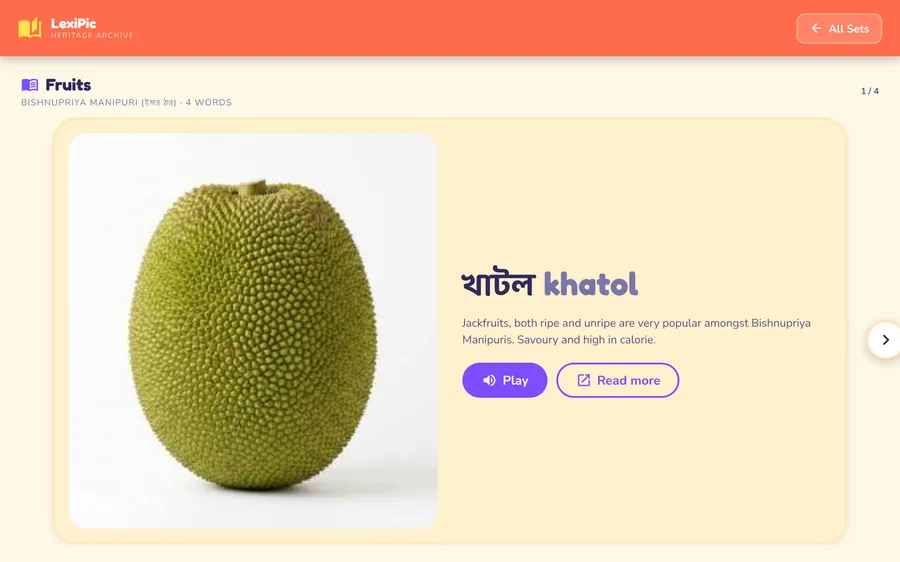 LexiPic
HERITAGE ARCHIVE
All Sets
Fruits
BISHNUPRIYA MANIPURI (ইমার ঠার) · 4 WORDS
1 / 4
খাটল khatol
Jackfruits, both ripe and unripe are very popular amongst Bishnupriya
Manipuris. Savoury and high in calorie.
Play
Read more